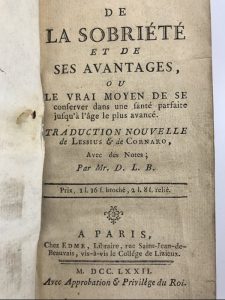 DE
LA SOBRIÉTÉ
ET DE
SES AVANTAGES,
OU
LE VRAI MOYEN DE SE
conserver dans une santé parfaite
jusqu'à l'âge le plus avancé.
TRADUCTION NOUVELLE
de Lessius & de Cornaro,
Avec des Notes;
Par Mr. D. L. B.
Prix, 2 l. 16 s. broché, 2 l. 8 s. relié.
A PARIS,
Chez EDME, Libraire, rue Saint-Jean-de-
Beauvais, vis-à-vis le Collége de Lizieux.
M. DCC. LXXII.
Avec Approbation & Privilége du Roi.